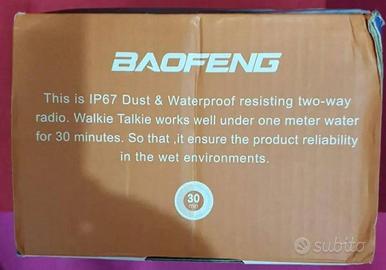 BAOFENG
This is IP67 Dust & Waterproof resisting two-way
radio. Walkie Talkie works well under one meter water
for 30 minutes. So that ,it ensure the product reliability
in the wet environments.
30
min
subito